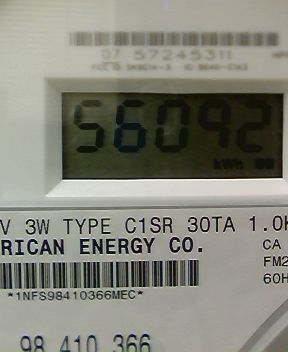 07 57245311
56092
kWh
V 3W TYPE C1SR 30TA 1.0K
RICAN ENERGY CO.
CA
FM2
60H
*1NFS98410366MEC*
98 410 366